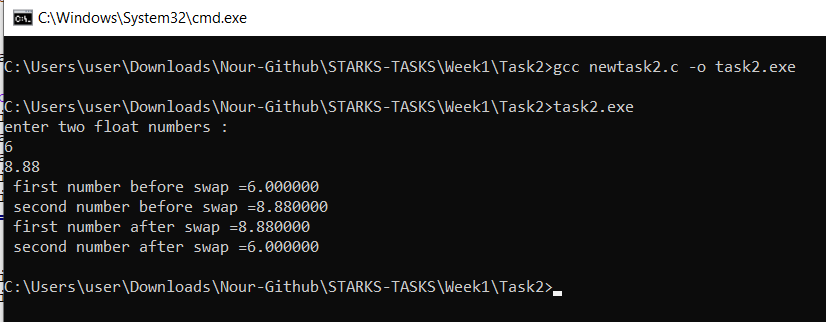 C:\Windows\System32\cmd.exe
C:\Users\user\Downloads\Nour-Github\STARKS-TASKS\Week1\Task2>gcc newtask2.c -o task2.exe
C:\Users\user\Downloads\Nour-Github\STARKS-TASKS\Week1\Task2>task2.exe
enter two float numbers :
6
8.88
first number before swap =6.000000
second number before swap =8.880000
first number after swap =8.880000
second number after swap =6.000000
C:\Users\user\Downloads\Nour-Github\STARKS-TASKS\Week1\Task2>